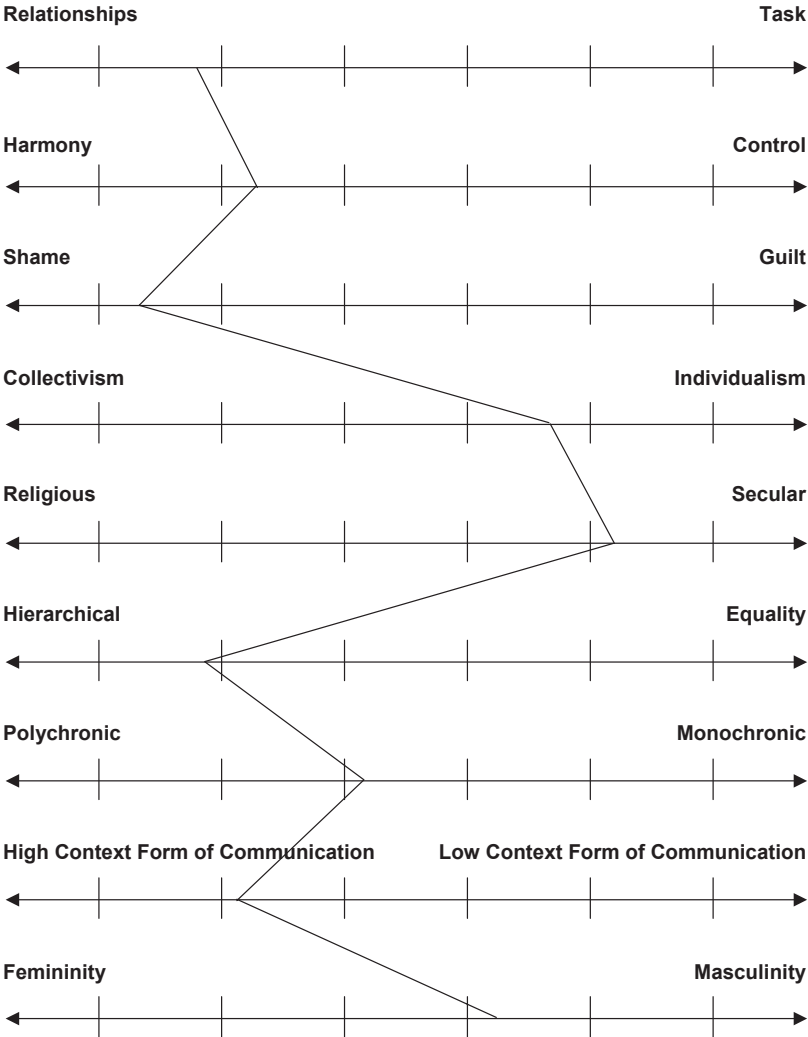 Relationships Task
Harmony Control
Shame Guilt
Collectivism Individualism
Religious Secular
Hierarchical Equality
Polychronic Monochronic
High Context Form of Communication Low Context Form of Communication
Femininity Masculinity